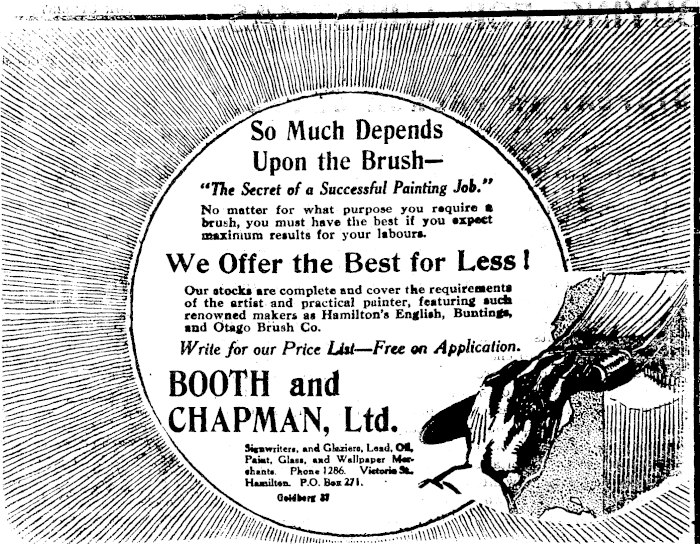 So Much Depends
Upon the Brush—
"The Secret of a Successful Painting Job."
No matter for what purpose you require a
brush, you must have the best if you expect
maximum results for your labours.
We Offer the Best for Less!
Our stocks are complete and cover the requirements
of the artist and practical painter, featuring such
renowned makers as Hamilton's English, Buntings,
and Otago Brush Co.
Write for our Price List—Free on Application.
BOOTH and
CHAPMAN, Ltd.
Signwriters, and Glaziers, Lead, Oil,
Paint, Glass, and Wallpaper Mer-
chants. Phone 1286. Victoria St.,
Hamilton. P.O. Box 271.
Goldberg 37